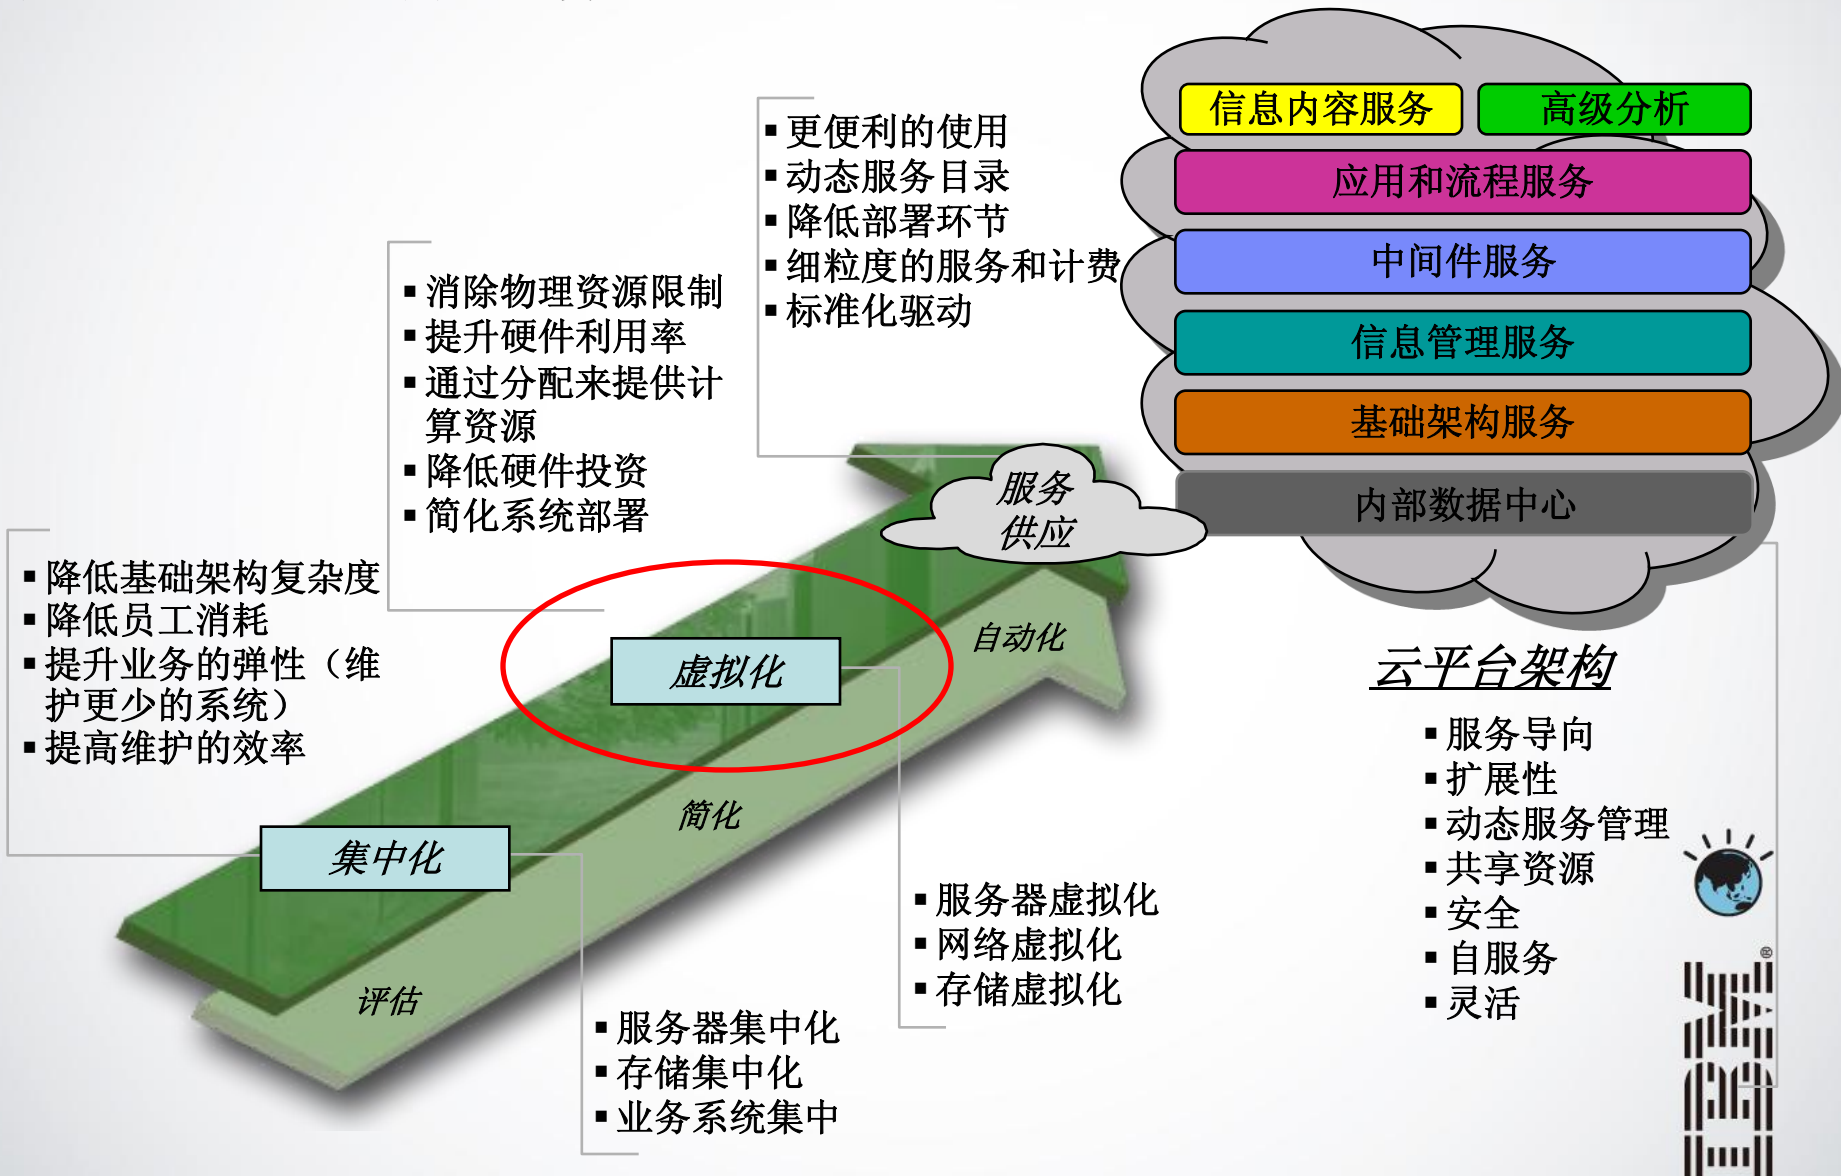 信息内容服务
高级分析
应用和流程服务
中间件服务
信息管理服务
基础架构服务
内部数据中心
▪更便利的使用
▪动态服务目录
▪降低部署环节
▪细粒度的服务和计费
▪标准化驱动
▪消除物理资源限制
▪提升硬件利用率
▪通过分配来提供计
算资源
▪降低硬件投资
▪简化系统部署
▪降低基础架构复杂度
▪降低员工消耗
▪提升业务的弹性（维
护更少的系统）
▪提高维护的效率
服务
供应
自动化
虚拟化
简化
集中化
评估
▪服务器虚拟化
▪网络虚拟化
▪存储虚拟化
▪服务器集中化
▪存储集中化
▪业务系统集中
云平台架构
▪服务导向
▪扩展性
▪动态服务管理
▪共享资源
▪安全
▪自服务
▪灵活
IBM®